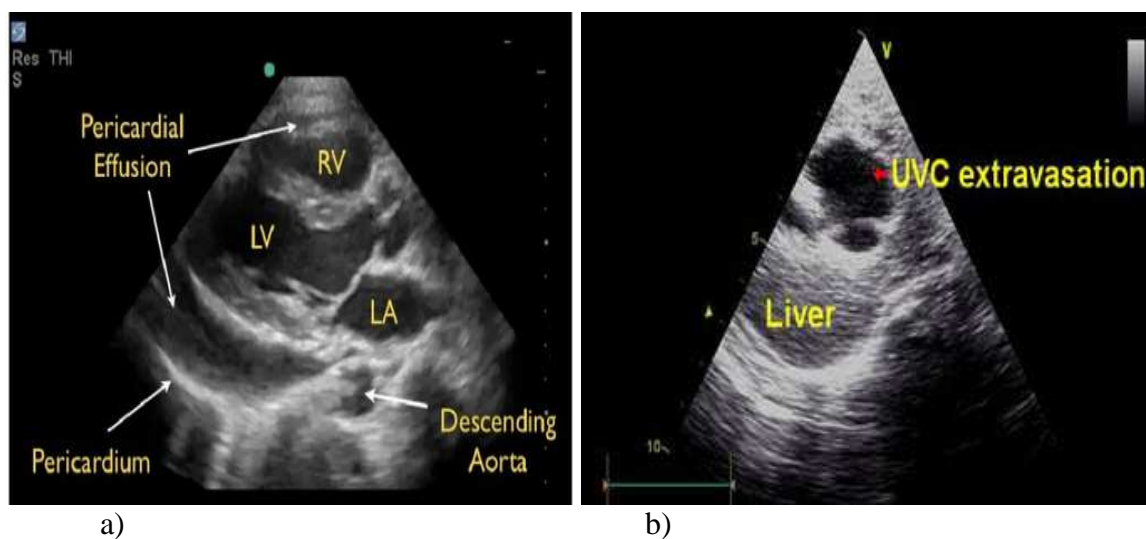 Res THI
S
Pericardial
Effusion
RV
LV
LA
Descending
Aorta
Pericardium
V
UVC extravasation
5
Liver
10
a)
b)